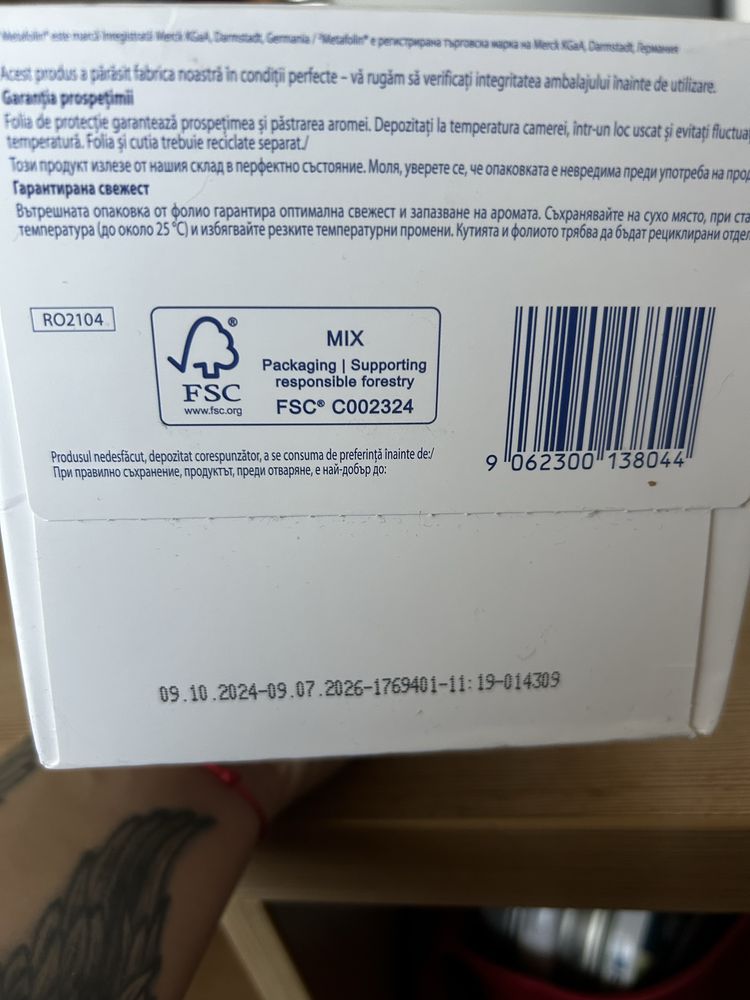 Metafolin® este marcă înregistrată Merck KGaA, Darmstadt, Germania / "Metafolin" е регистрирана търговска марка на Merck KGaA, Darmstadt, Германия
Acest produs a părăsit fabrica noastră în condiții perfecte – vă rugăm să verificați integritatea ambalajului înainte de utilizare.
Garanția prospețimii
Folia de protecție garantează prospețimea și păstrarea aromei. Depozitați la temperatura camerei, într-un loc uscat și evitați
temperatură. Folia și cutia trebuie reciclate separat./
Този продукт излезе от нашия склад в перфектно състояние. Моля, уверете се, че опаковката е невредима преди употреба на
Гарантирана свежест
Вътрешната опаковка от фолио гарантира оптимална свежест и запазване на аромата. Съхранявайте на сухо място, при
температура (до около 25 °C) и избягвайте резките температурни промени. Кутията и фолиото трябва да бъдат рециклирани
RO2104
FSC®
www.fsc.org
MIX
Packaging | Supporting
responsible forestry
FSC® C002324
9 062300 138044
Produsul nedesfăcut, depozitat corespunzător, a se consuma de preferință înainte de:/
При правилно съхранение, продуктът, преди отваряне, е най-добър до:
09.10.2024-09.07.2026-1769401-11:19-014309